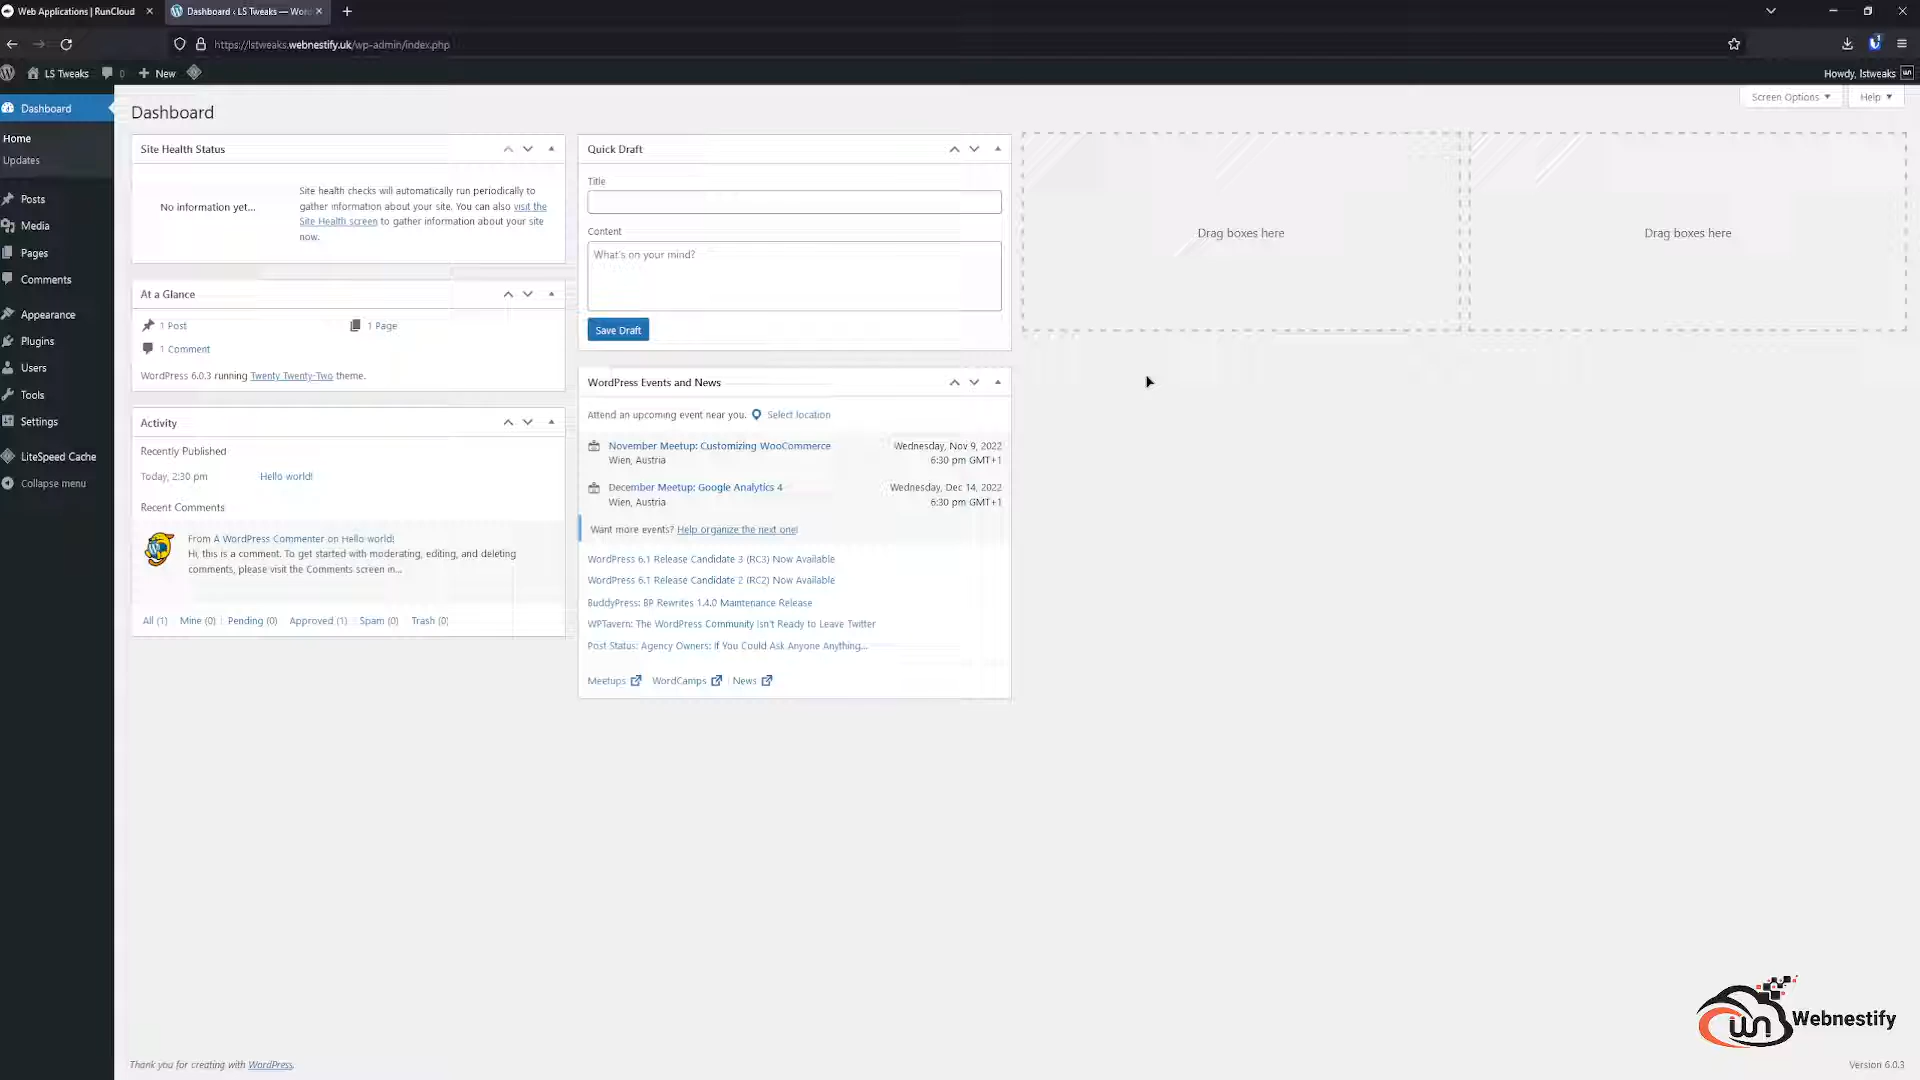 Web Applications | RunCloud
Dashboard ‹ LS Tweaks — Wor
https://lstweaks.webnestify.uk/wp-admin/index.php
LS Tweaks
0
New
Howdy, lstweaks
Screen Options
Help
Dashboard
Home
Updates
Posts
Media
Pages
Comments
Appearance
Plugins
Users
Tools
Settings
LiteSpeed Cache
Collapse menu
Dashboard
Site Health Status
No information yet...
Site health checks will automatically run periodically to
gather information about your site. You can also visit the
Site Health screen to gather information about your site
now.
At a Glance
1 Post
1 Page
1 Comment
WordPress 6.0.3 running Twenty Twenty-Two theme.
Activity
Recently Published
Today, 2:30 pm
Hello world!
Recent Comments
From A WordPress Commenter on Hello world!
Hi, this is a comment. To get started with moderating, editing, and deleting
comments, please visit the Comments screen in...
All (1) | Mine (0) | Pending (0) | Approved (1) | Spam (0) | Trash (0)
Quick Draft
Title
Content
What's on your mind?
Save Draft
WordPress Events and News
Attend an upcoming event near you. Select location
November Meetup: Customizing WooCommerce
Wien, Austria
Wednesday, Nov 9, 2022
6:30 pm GMT+1
December Meetup: Google Analytics 4
Wien, Austria
Wednesday, Dec 14, 2022
6:30 pm GMT+1
Want more events? Help organize the next one!
WordPress 6.1 Release Candidate 3 (RC3) Now Available
WordPress 6.1 Release Candidate 2 (RC2) Now Available
BuddyPress: BP Rewrites 1.4.0 Maintenance Release
WPTavern: The WordPress Community Isn't Ready to Leave Twitter
Post Status: Agency Owners: If You Could Ask Anyone Anything...
Meetups | WordCamps | News
Drag boxes here
Drag boxes here
Webnestify
Thank you for creating with WordPress.
Version 6.0.3